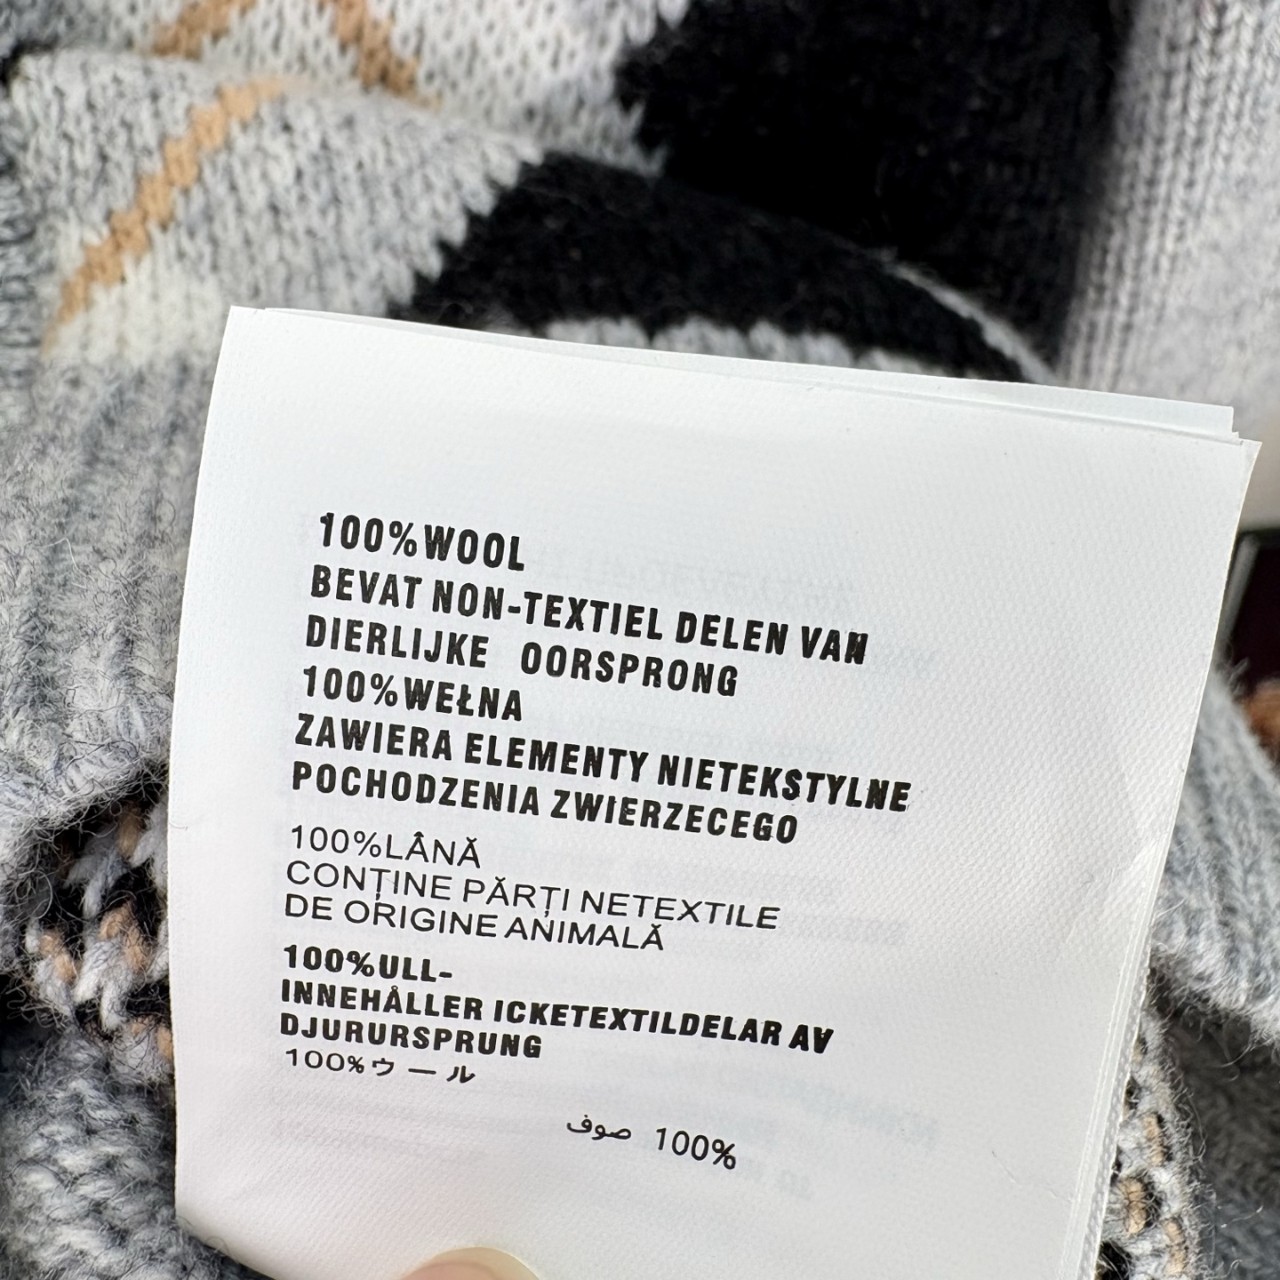 100%WOOL
BEVAT NON-TEXTIEL DELEN VAN
DIERLIJKE OORSPRONG
100%WEŁNA
ZAWIERA ELEMENTY NIETEKSTYLNE
POCHODZENIA ZWIERZECEGO
100%LÂNĂ
CONȚINE PĂRȚI NETEXTILE
DE ORIGINE ANIMALĂ
100%ULL-
INNEHÅLLER ICKETEXTILDELAR AV
DJURURSPRUNG
100%ウール
100% صوف